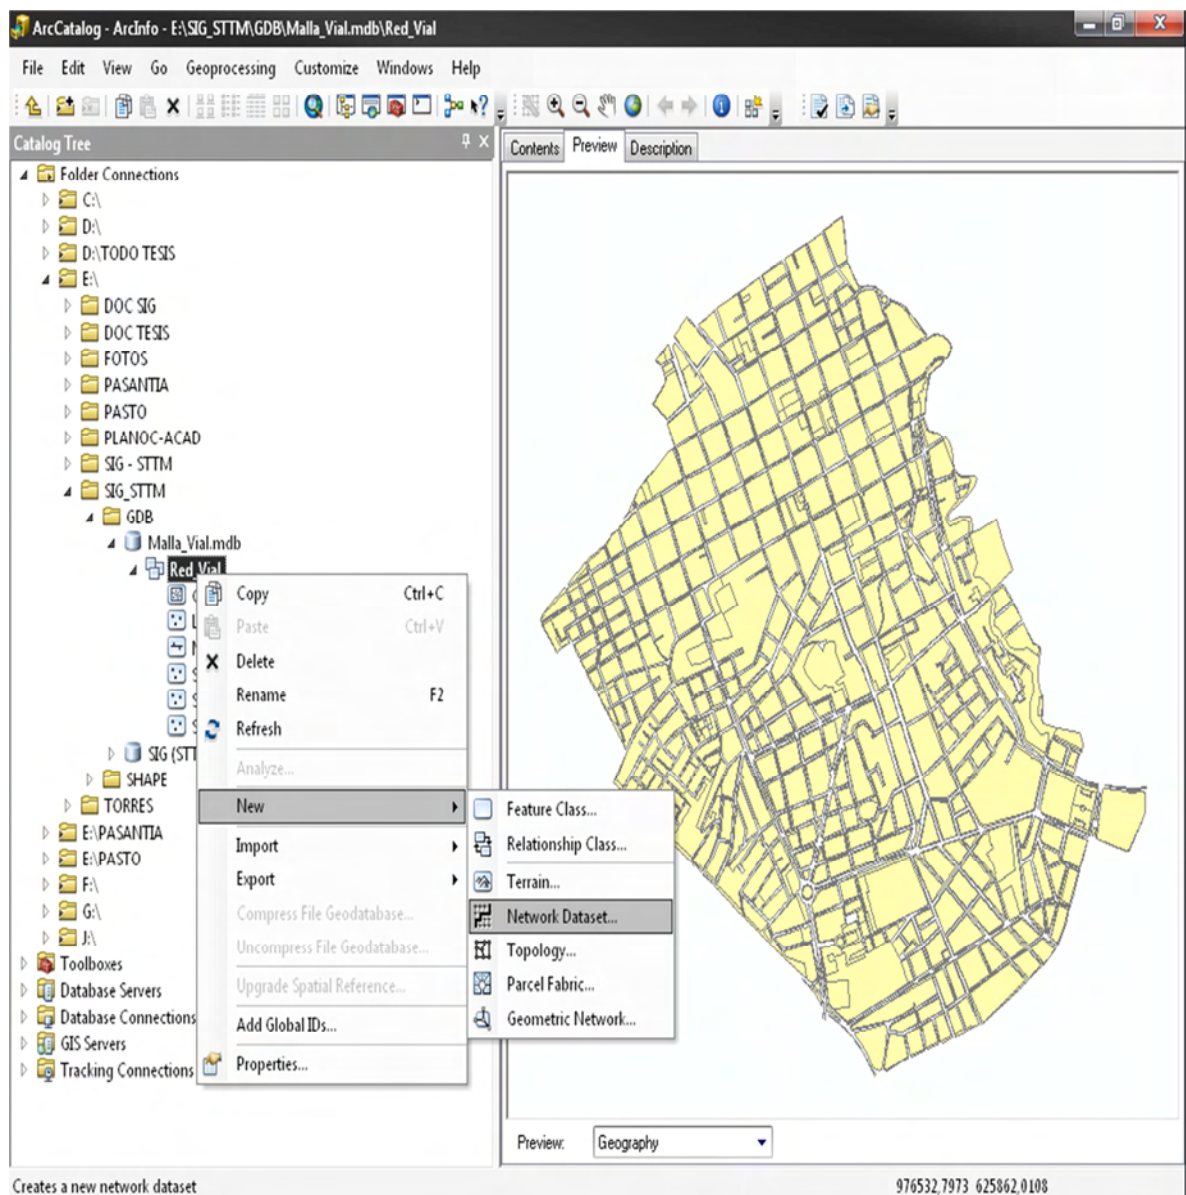 ArcCatalog - ArcInfo - E:\SIG_STTM\GDB\Malla_Vial.mdb\Red_Vial
File Edit View Go Geoprocessing Customize Windows Help
Catalog Tree
Contents Preview Description
Folder Connections
C:\
D:\
D:\TODO TESIS
E:\
DOC SIG
DOC TESIS
FOTOS
PASANTIA
PASTO
PLANOC-ACAD
SIG - STTM
SIG_STTM
GDB
Malla_Vial.mdb
Red_Vial
SIG (STT
SHAPE
TORRES
E:\PASANTIA
E:\PASTO
F:\
G:\
J:\
Toolboxes
Database Servers
Database Connections
GIS Servers
Tracking Connections
Copy Ctrl+C
Paste Ctrl+V
Delete
Rename F2
Refresh
Analyze...
New
Import
Export
Compress File Geodatabase...
Uncompress File Geodatabase...
Upgrade Spatial Reference...
Add Global IDs...
Properties...
Feature Class...
Relationship Class...
Terrain...
Network Dataset...
Topology...
Parcel Fabric...
Geometric Network...
Preview: Geography
Creates a new network dataset 976532,7973 625862,0108